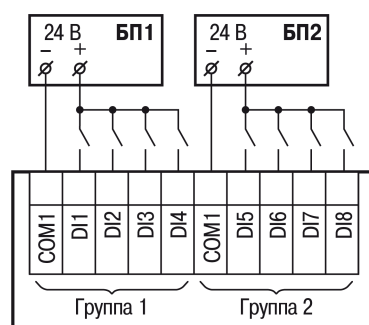 24 В БП1
– +
24 В БП2
– +
COM1 DI1 DI2 DI3 DI4 COM1 DI5 DI6 DI7 DI8
Группа 1 Группа 2